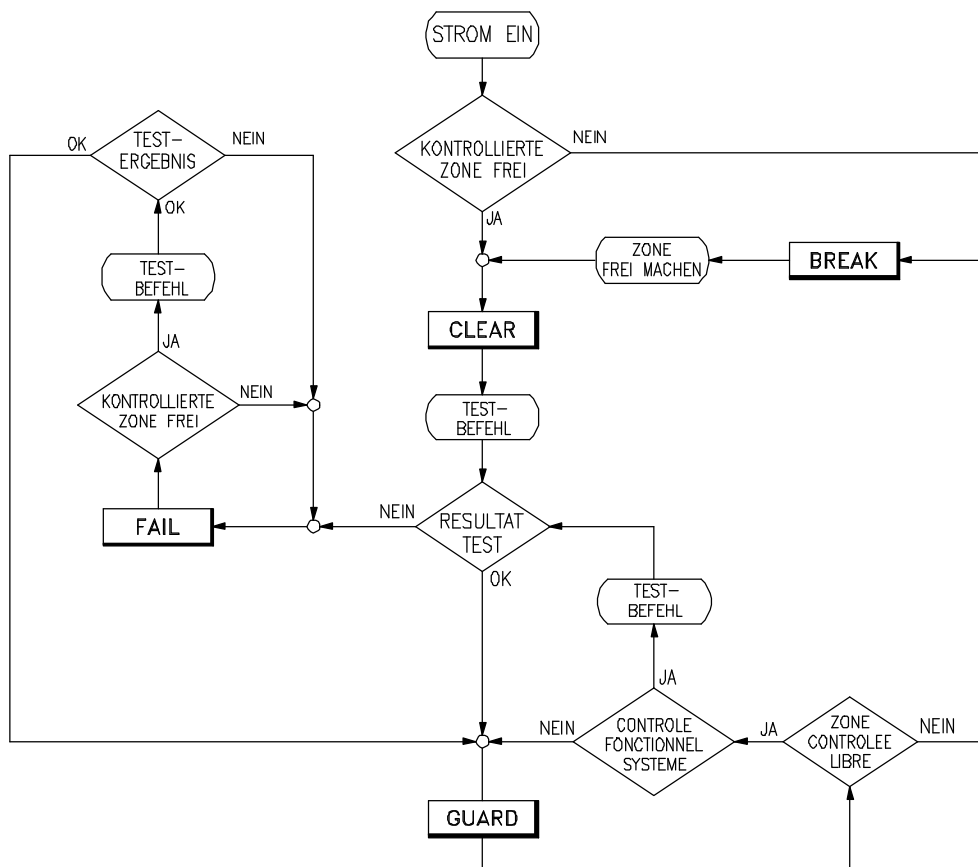 STROM EIN
KONTROLLIERTE
ZONE FREI
NEIN
JA
OK
TEST-
ERGEBNIS
NEIN
OK
TEST-
BEFEHL
JA
KONTROLLIERTE
ZONE FREI
NEIN
FAIL
ZONE
FREI MACHEN
BREAK
CLEAR
TEST-
BEFEHL
NEIN
RESULTAT
TEST
OK
TEST-
BEFEHL
JA
NEIN
CONTROLE
FONCTIONNEL
SYSTEME
JA
ZONE
CONTROLEE
LIBRE
NEIN
GUARD